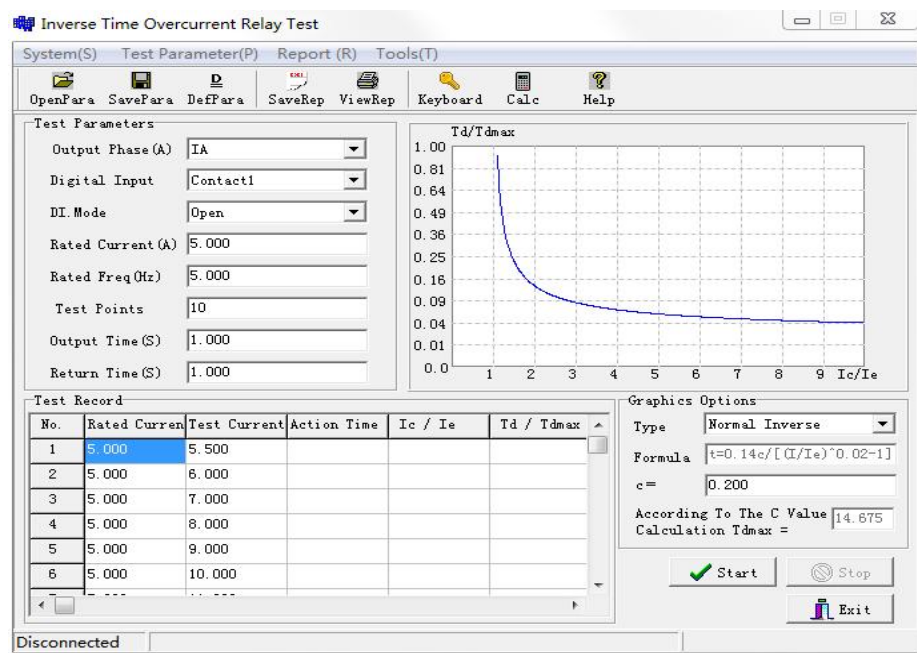 Inverse Time Overcurrent Relay Test
System(S) Test Parameter(P) Report (R) Tools(T)
OpenPara SavePara DefPara SaveRep ViewRep Keyboard Calc Help
Test Parameters
Output Phase(A) IA
Digital Input Contact1
DI.Mode Open
Rated Current(A) 5.000
Rated Freq(Hz) 5.000
Test Points 10
Output Time(S) 1.000
Return Time(S) 1.000
Td/Tdmax
1.00
0.81
0.64
0.49
0.36
0.25
0.16
0.09
0.04
0.01
0.0
1 2 3 4 5 6 7 8 9 Ic/Ie
Test Record
No. Rated Curren Test Current Action Time Ic / Ie Td / Tdmax
1 5.000 5.500
2 5.000 6.000
3 5.000 7.000
4 5.000 8.000
5 5.000 9.000
6 5.000 10.000
Graphics Options
Type Normal Inverse
Formula t=0.14c/[(I/Ie)^0.02-1]
c= 0.200
According To The C Value
Calculation Tdmax = 14.675
Start Stop
Exit
Disconnected